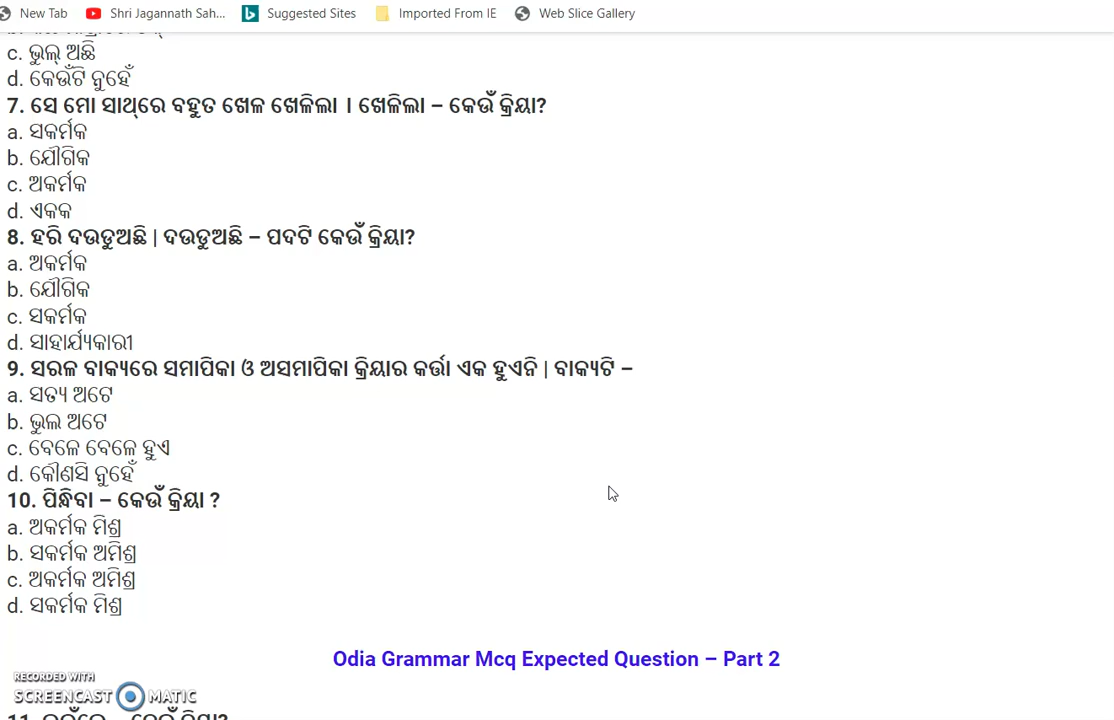 New Tab Shri Jagannath Sah... Suggested Sites Imported From IE Web Slice Gallery
c. ଭୁଲ୍ ଅଛି
d. କେଉଁଟି ନୁହେଁ
7. ସେ ମୋ ସାଥିରେ ବହୁତ ଖେଳ ଖେଳିଲା । ଖେଳିଲା – କେଉଁ କ୍ରିୟା?
a. ସକର୍ମକ
b. ଯୌଗିକ
c. ଅକର୍ମକ
d. ଏକକ
8. ହରି ଦଉଡୁଅଛି | ଦଉଡୁଅଛି – ପଦଟି କେଉଁ କ୍ରିୟା?
a. ଅକର୍ମକ
b. ଯୌଗିକ
c. ସକର୍ମକ
d. ସାହାର୍ଯ୍ୟକାରୀ
9. ସରଳ ବାକ୍ୟରେ ସମାପିକା ଓ ଅସମାପିକା କ୍ରିୟାର କର୍ତ୍ତା ଏକ ହୁଏନି | ବାକ୍ୟଟି –
a. ସତ୍ୟ ଅଟେ
b. ଭୁଲ ଅଟେ
c. ବେଳେ ବେଳେ ହୁଏ
d. କୌଣସି ନୁହେଁ
10. ପିନ୍ଧିବା – କେଉଁ କ୍ରିୟା ?
a. ଅକର୍ମକ ମିଶ୍ର
b. ସକର୍ମକ ଅମିଶ୍ର
c. ଅକର୍ମକ ଅମିଶ୍ର
d. ସକର୍ମକ ମିଶ୍ର
Odia Grammar Mcq Expected Question – Part 2
RECORDED WITH
SCREENCAST MATIC